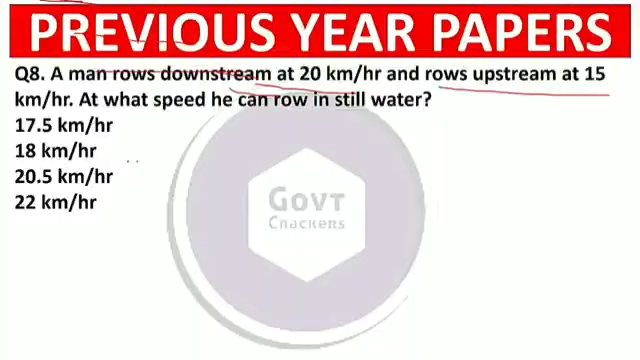 PREVIOUS YEAR PAPERS
Q8. A man rows downstream at 20 km/hr and rows upstream at 15
km/hr. At what speed he can row in still water?
17.5 km/hr
18 km/hr
20.5 km/hr
22 km/hr
GOVT
CRACKERS